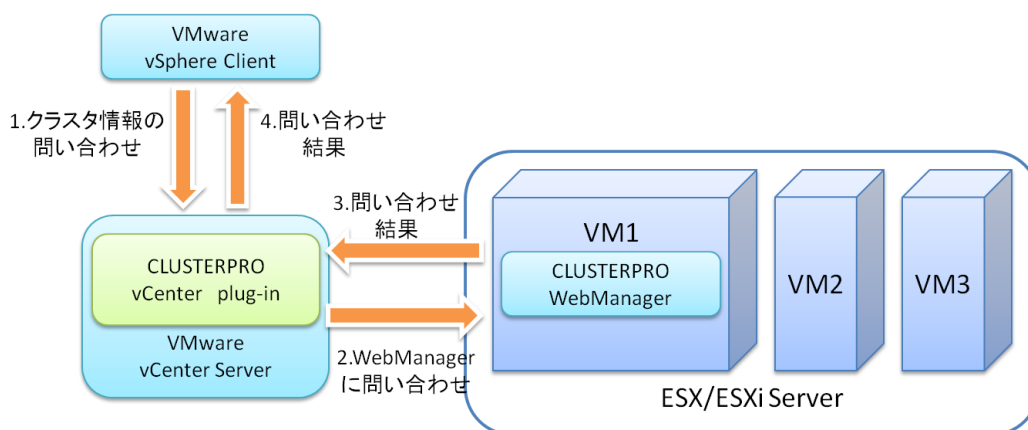 VMware
vSphere Client
1.クラスタ情報の
問い合わせ
4.問い合わせ
結果
3.問い合わせ
結果
VM1
CLUSTERPRO
WebManager
VM2
VM3
CLUSTERPRO
vCenter plug-in
VMware
vCenter Server
2.WebManager
に問い合わせ
ESX/ESXi Server